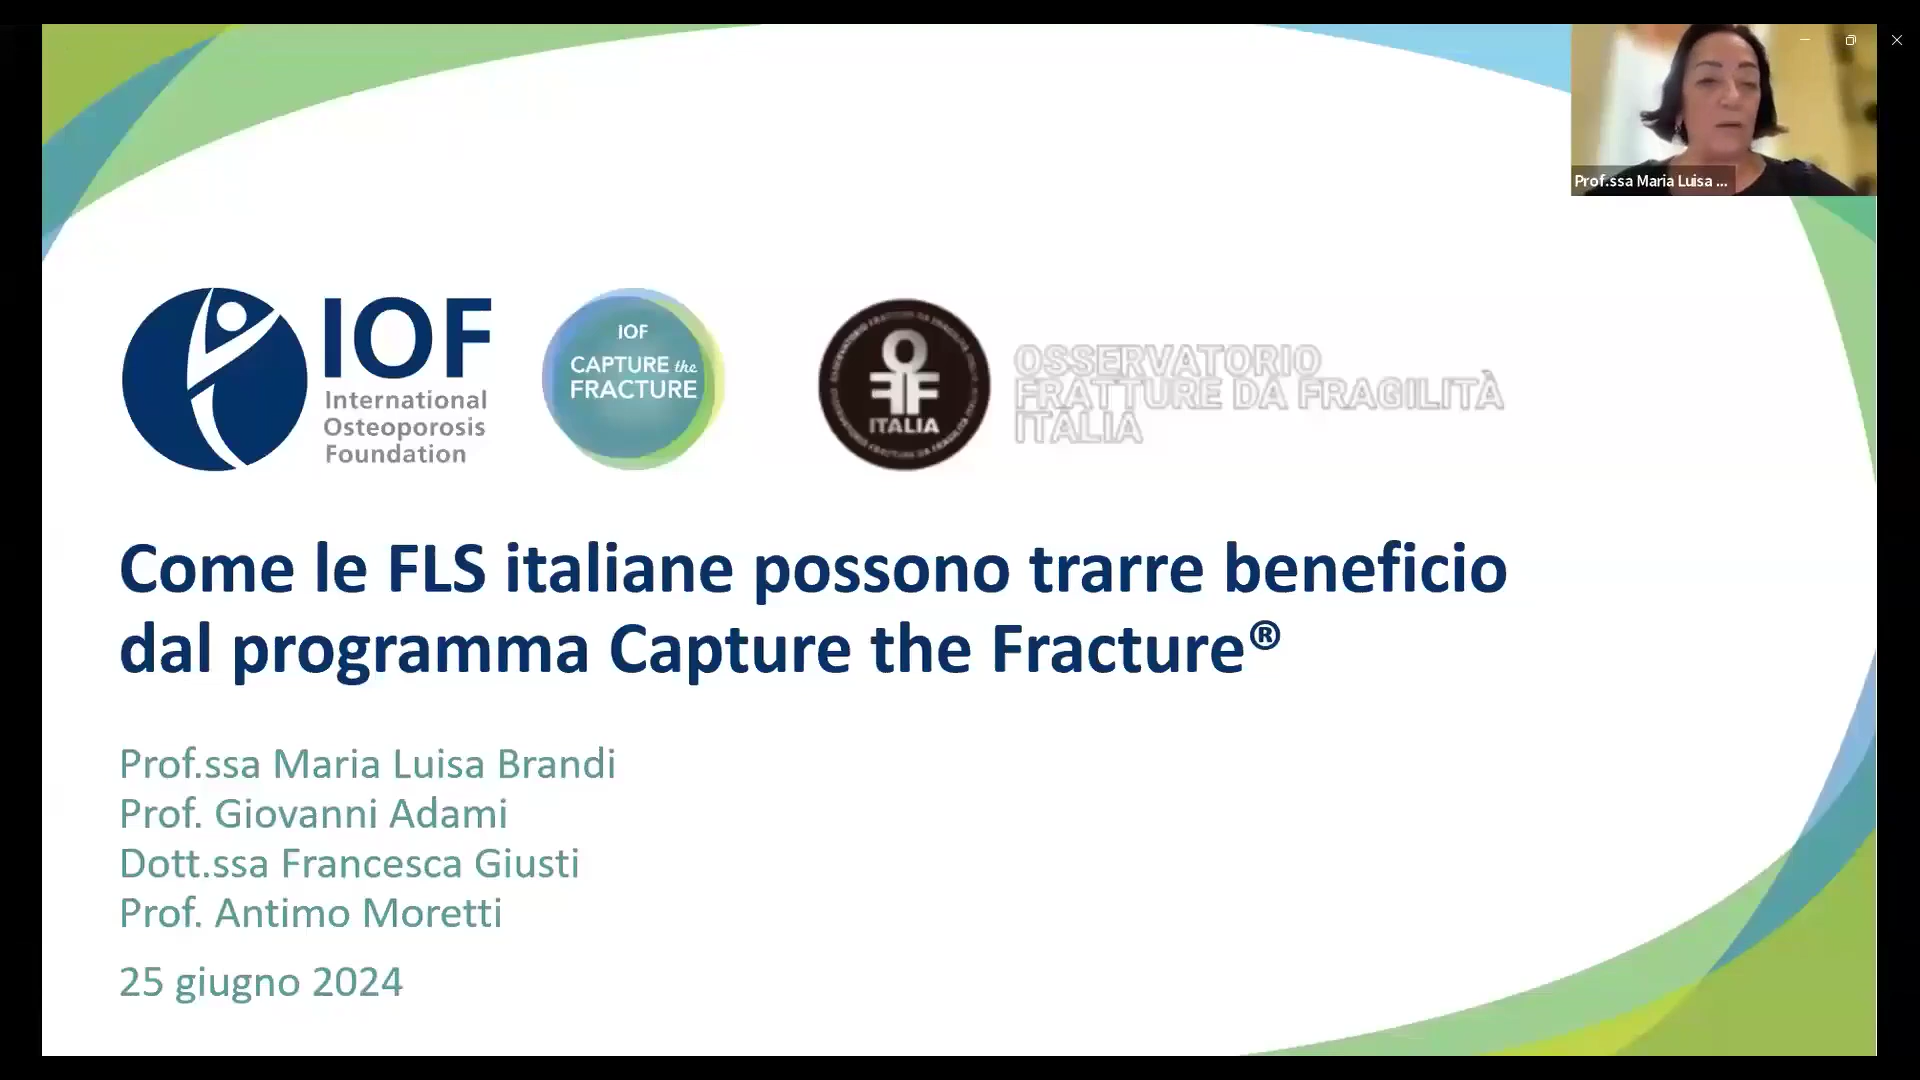 Prof.ssa Maria Luisa ...
IOF
International
Osteoporosis
Foundation
IOF
CAPTURE the
FRACTURE
OFF
ITALIA
OSSERVATORIO
FRATTURE DA FRAGILITÀ
ITALIA
Come le FLS italiane possono trarre beneficio
dal programma Capture the Fracture®
Prof.ssa Maria Luisa Brandi
Prof. Giovanni Adami
Dott.ssa Francesca Giusti
Prof. Antimo Moretti
25 giugno 2024